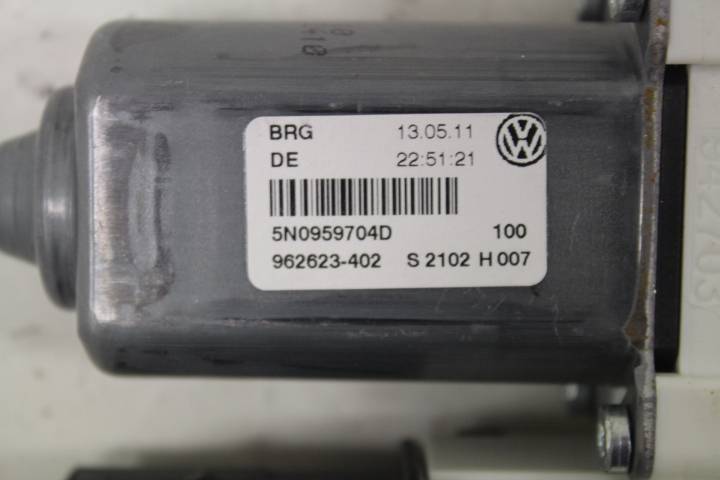 BRG 13.05.11
DE 22:51:21
5N0959704D 100
962623-402 S 2102 H 007